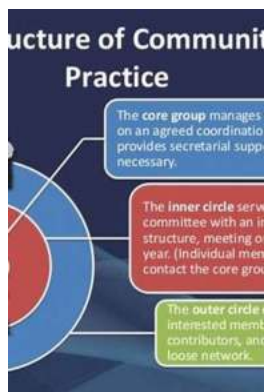 ucture of Communit
Practice
The core group manages
on an agreed coordinatio
provides secretarial supp
necessary.
The inner circle serve
committee with an in
structure, meeting o
year. (Individual mem
contact the core grou
The outer circle
interested memb
contributors, and
loose network.